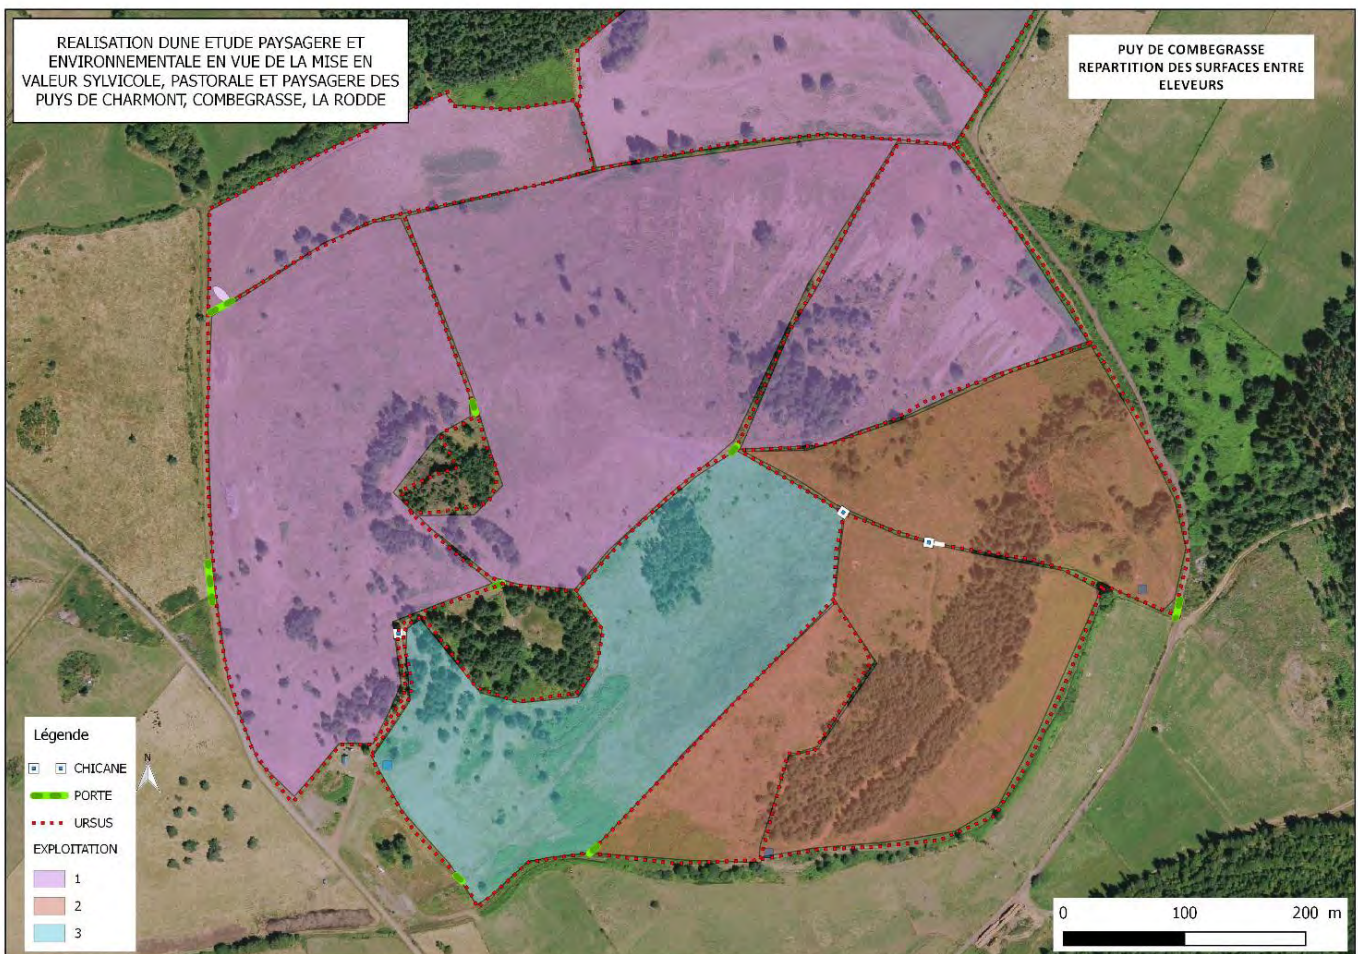 REALISATION DUNE ETUDE PAYSAGERE ET
ENVIRONNEMENTALE EN VUE DE LA MISE EN
VALEUR SYLVICOLE, PASTORALE ET PAYSAGERE DES
PUYS DE CHARMONT, COMBEGRASSE, LA RODDE
PUY DE COMBEGRASSE
REPARTITION DES SURFACES ENTRE
ELEVEURS
Légende
N
CHICANE
PORTE
URSUS
EXPLOITATION
1
2
3
0 100 200 m